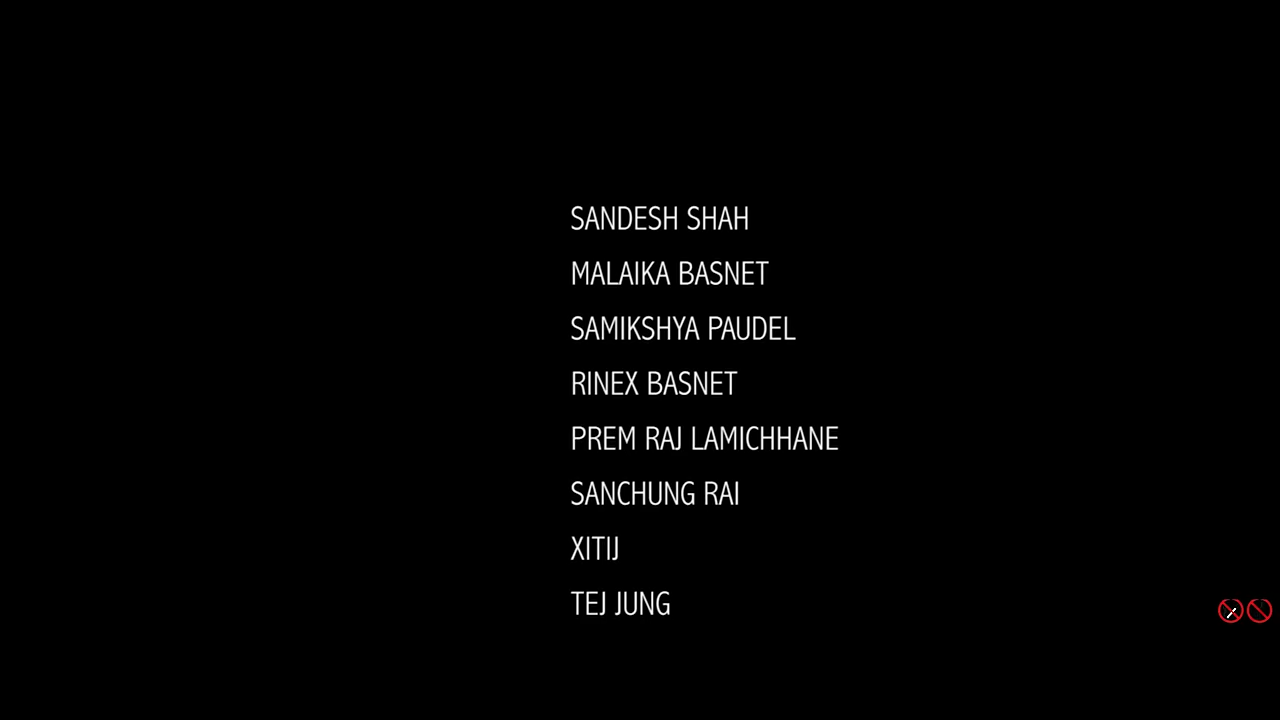 SANDESH SHAH
MALAIKA BASNET
SAMIKSHYA PAUDEL
RINEX BASNET
PREM RAJ LAMICHHANE
SANCHUNG RAI
XITIJ
TEJ JUNG